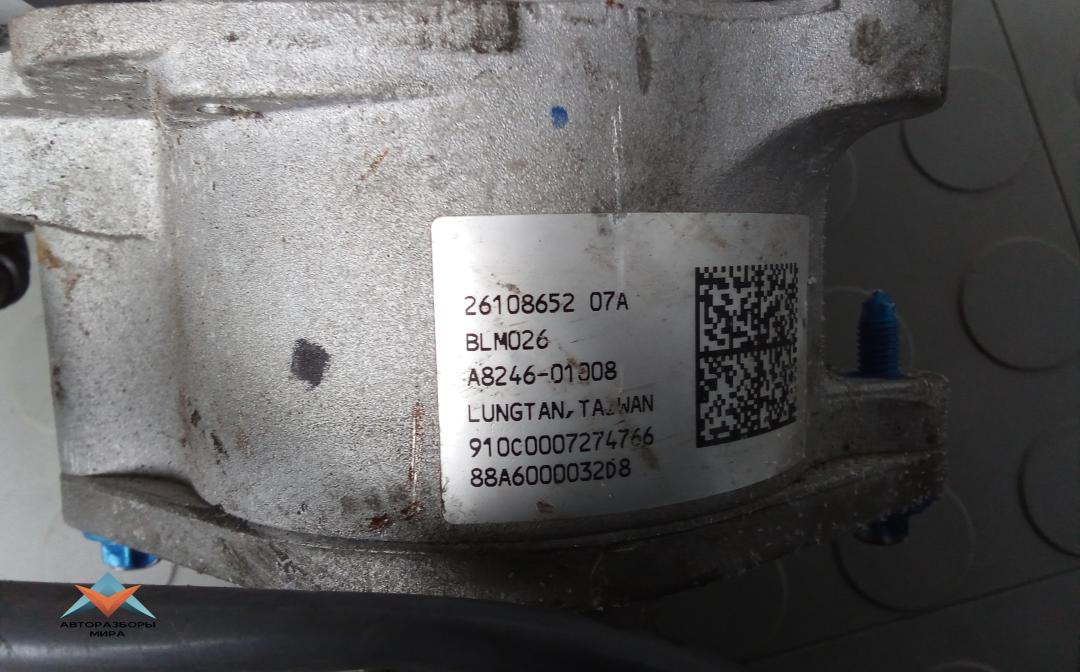 26108652 07A
BLM026
A8246-01008
LUNGTAN, TAIWAN
910C0007274766
88A6000032D8
АВТОРАЗБОРЫ
МИРА